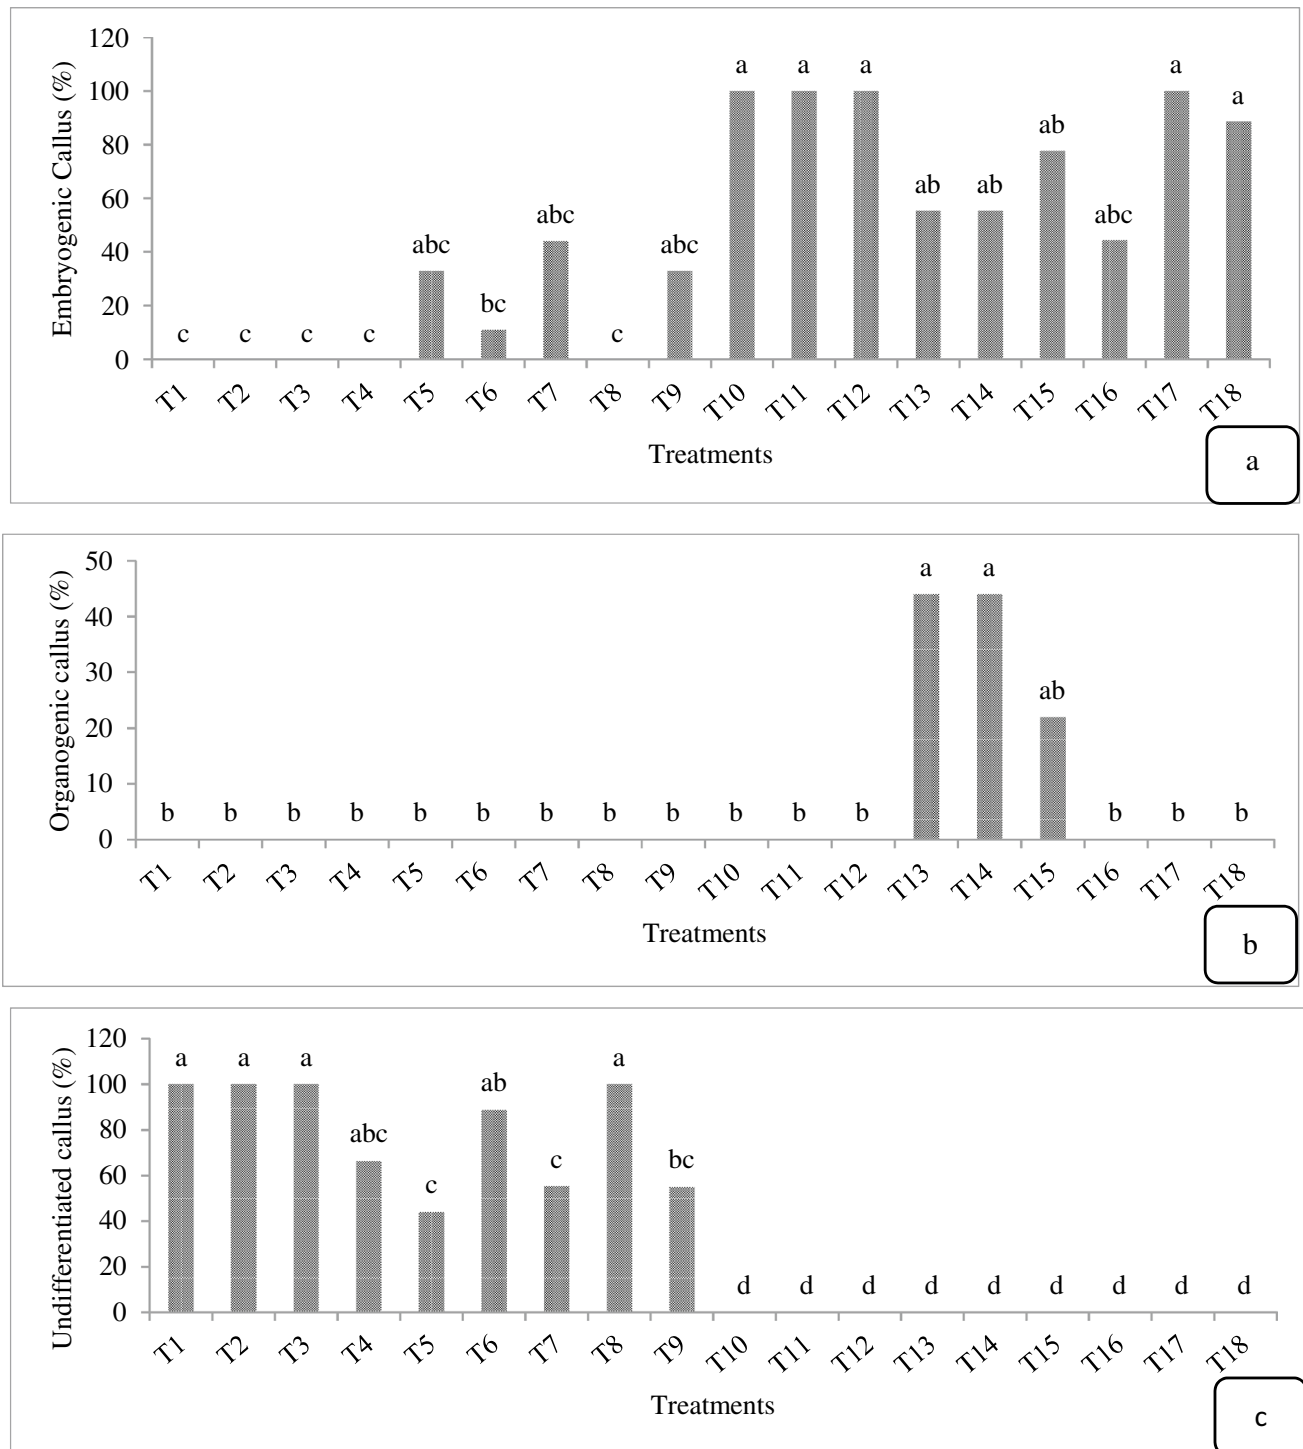 120
100
80
60
40
20
0
Embryogenic Callus (%)
c c c c abc bc abc c abc a a a ab ab ab abc a a
T1 T2 T3 T4 T5 T6 T7 T8 T9 T10 T11 T12 T13 T14 T15 T16 T17 T18
Treatments
a
50
40
30
20
10
0
Organogenic callus (%)
b b b b b b b b b b b b a a ab b b b
T1 T2 T3 T4 T5 T6 T7 T8 T9 T10 T11 T12 T13 T14 T15 T16 T17 T18
Treatments
b
120
100
80
60
40
20
0
Undifferentiated callus (%)
a a a abc c ab c a bc d d d d d d d d d
T1 T2 T3 T4 T5 T6 T7 T8 T9 T10 T11 T12 T13 T14 T15 T16 T17 T18
Treatments
c